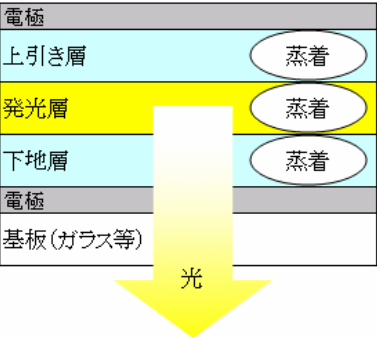 電極
上引き層 蒸着
発光層 蒸着
下地層 蒸着
電極
基板(ガラス等)
光